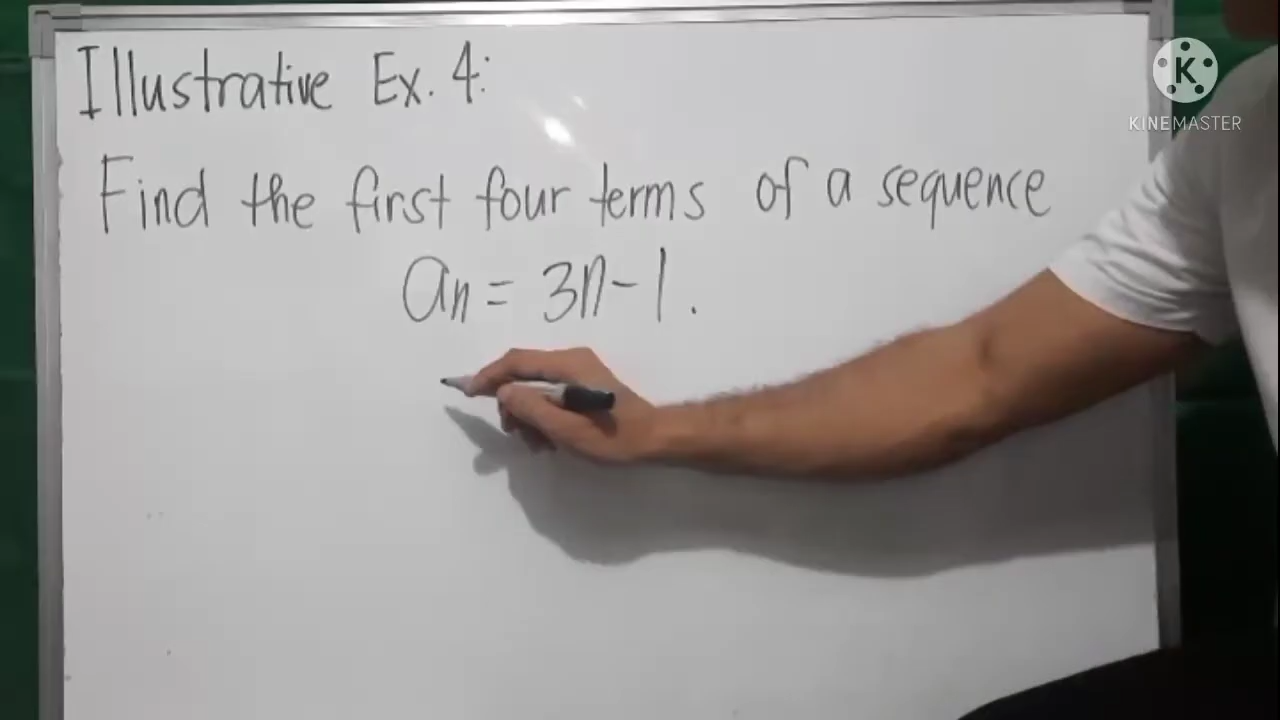 Illustrative Ex. 4:
Find the first four terms of a sequence
an = 3n - 1.
K
KINEMASTER